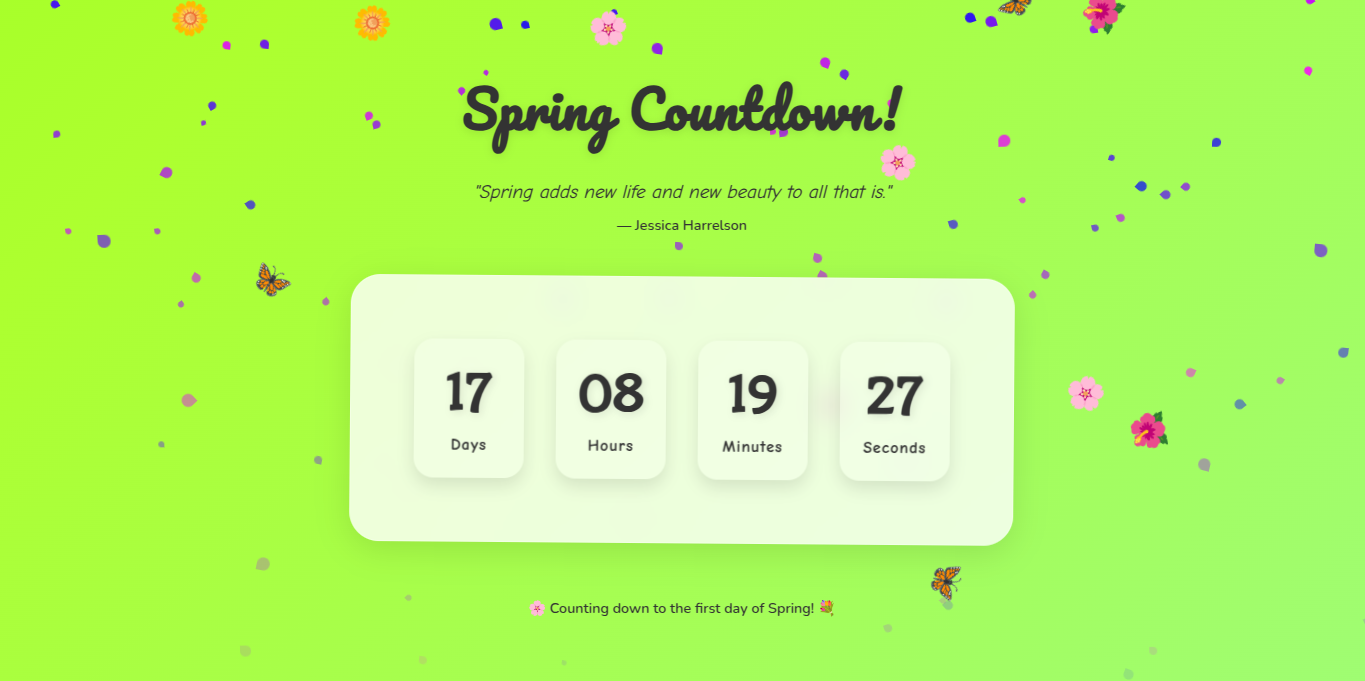 Spring Countdown!
"Spring adds new life and new beauty to all that is."
— Jessica Harrelson
17 08 19 27
Days Hours Minutes Seconds
🌸 Counting down to the first day of Spring! 💐